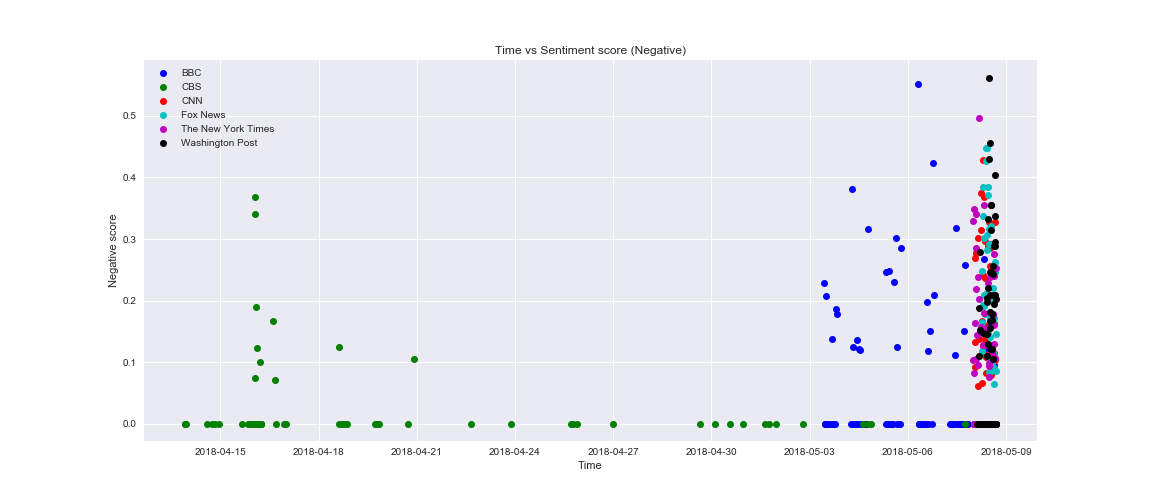 Time vs Sentiment score (Negative)
BBC
CBS
CNN
Fox News
The New York Times
Washington Post
Negative score
0.5
0.4
0.3
0.2
0.1
0.0
2018-04-15 2018-04-18 2018-04-21 2018-04-24 2018-04-27 2018-04-30 2018-05-03 2018-05-06 2018-05-09
Time